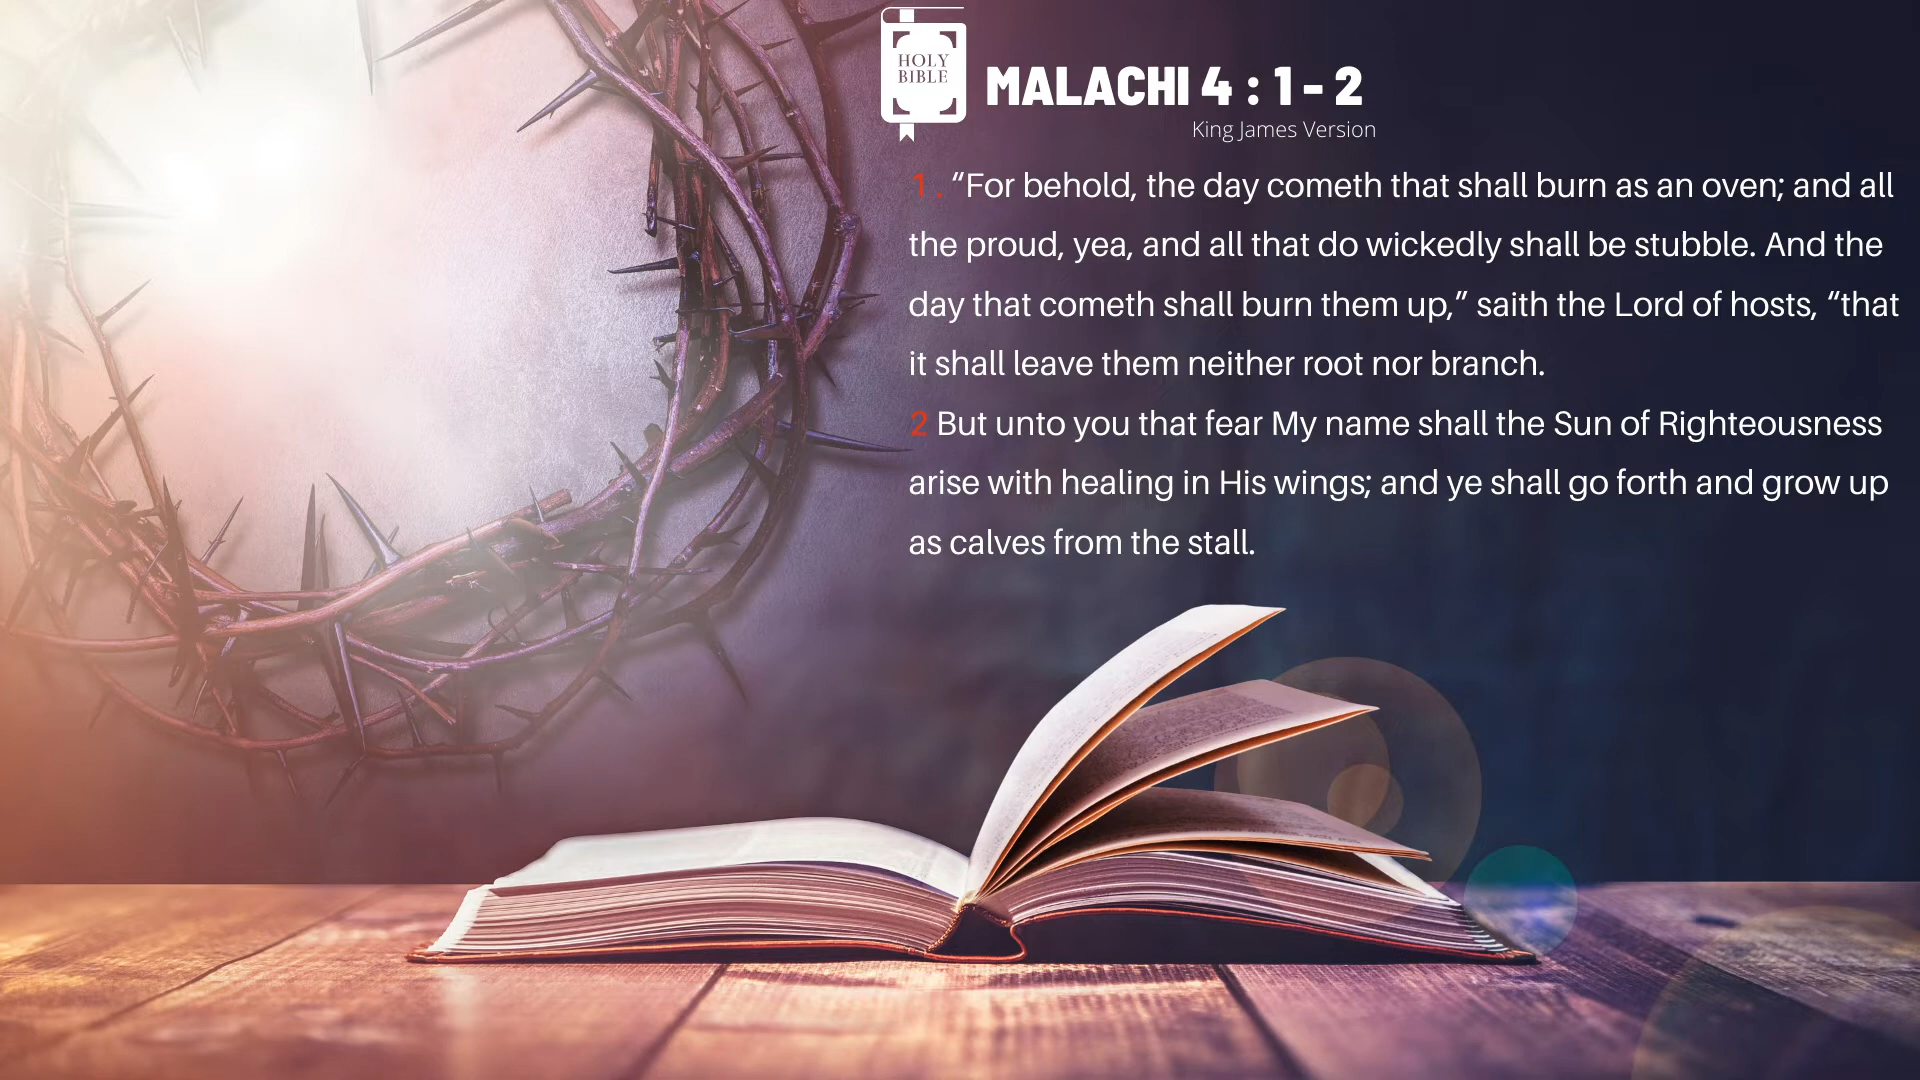 HOLY
BIBLE
MALACHI 4 : 1 - 2
King James Version
1 . “For behold, the day cometh that shall burn as an oven; and all
the proud, yea, and all that do wickedly shall be stubble. And the
day that cometh shall burn them up,” saith the Lord of hosts, “that
it shall leave them neither root nor branch.
2 But unto you that fear My name shall the Sun of Righteousness
arise with healing in His wings; and ye shall go forth and grow up
as calves from the stall.